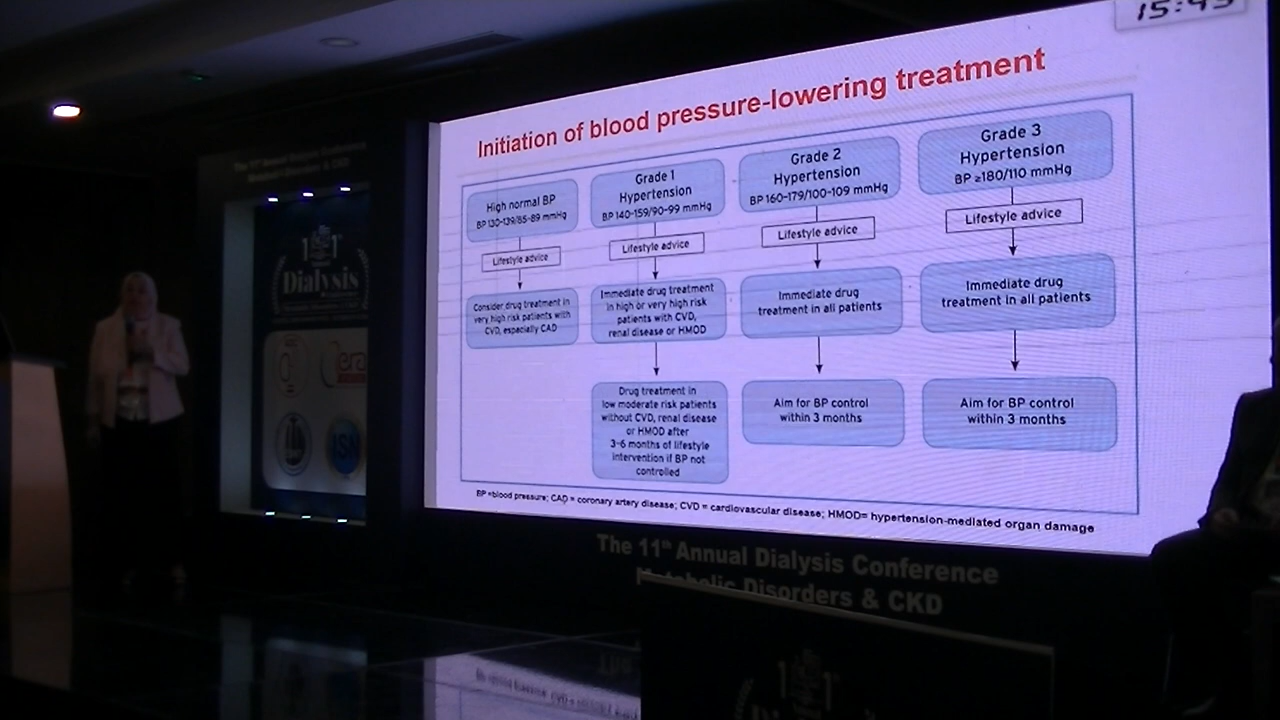 15:45
Initiation of blood pressure-lowering treatment
High normal BP
BP 130-139/85-89 mmHg
Lifestyle advice
Consider drug treatment in
very high risk patients with
CVD, especially CAD
Grade 1
Hypertension
BP 140-159/90-99 mmHg
Lifestyle advice
Immediate drug treatment
in high or very high risk
patients with CVD,
renal disease or HMOD
Drug treatment in
low moderate risk patients
without CVD, renal disease
or HMOD after
3-6 months of lifestyle
intervention if BP not
controlled
Grade 2
Hypertension
BP 160-179/100-109 mmHg
Lifestyle advice
Immediate drug
treatment in all patients
Aim for BP control
within 3 months
Grade 3
Hypertension
BP ≥180/110 mmHg
Lifestyle advice
Immediate drug
treatment in all patients
Aim for BP control
within 3 months
BP =blood pressure; CAD = coronary artery disease; CVD = cardiovascular disease; HMOD= hypertension-mediated organ damage
The 11th Annual Dialysis Conference
Metabolic Disorders & CKD
Dialysis
ISN